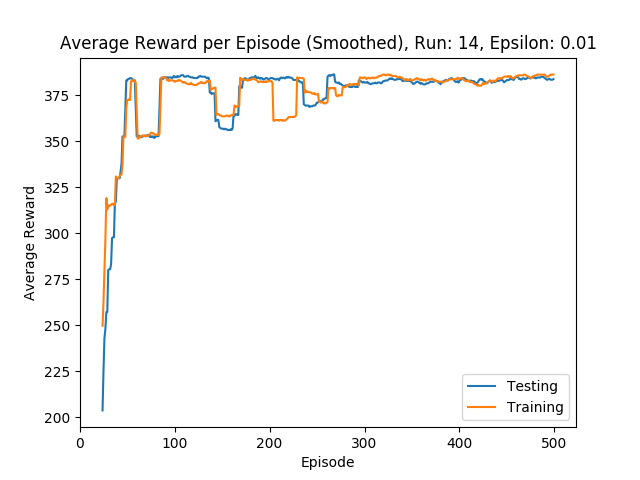 Average Reward per Episode (Smoothed), Run: 14, Epsilon: 0.01
Average Reward
375
350
325
300
275
250
225
200
0 100 200 300 400 500
Episode
Testing
Training